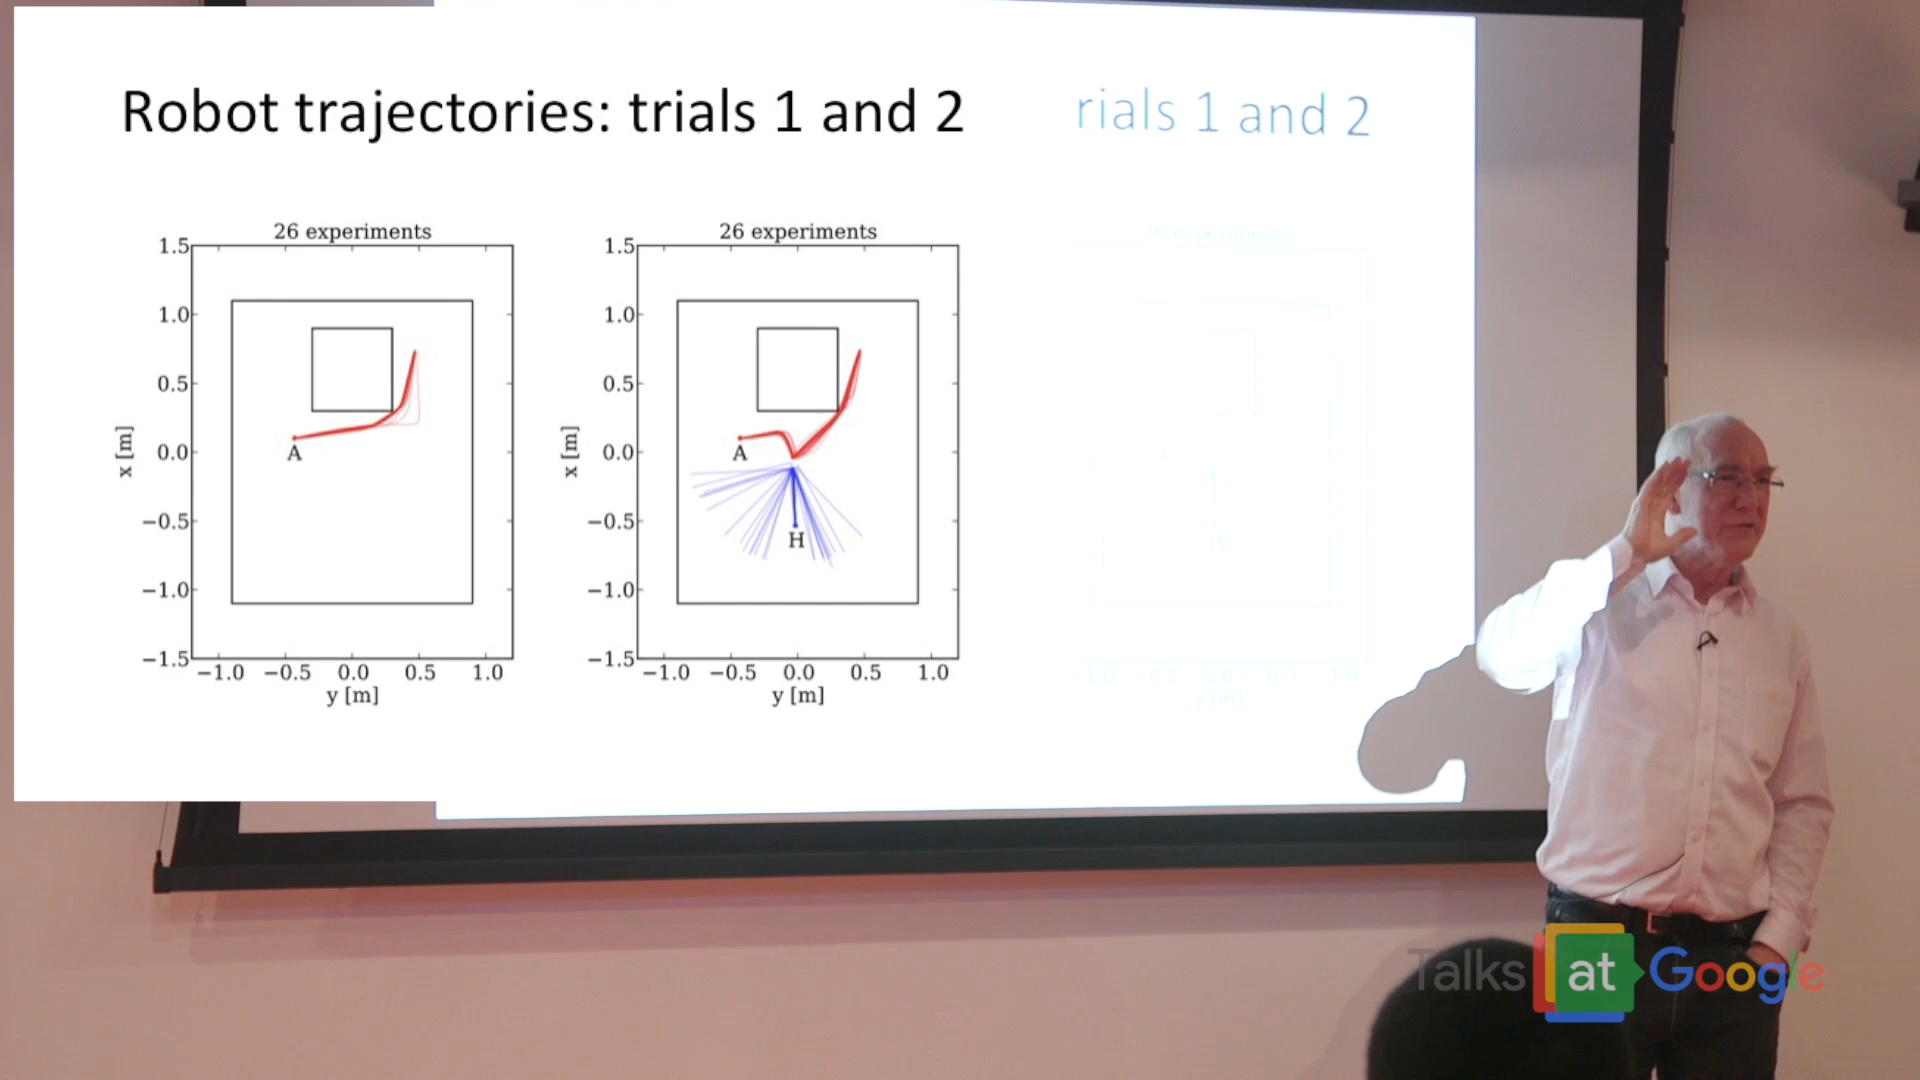 Robot trajectories: trials 1 and 2
rials 1 and 2
26 experiments
1.5
1.0
0.5
0.0
−0.5
−1.0
−1.5
x [m]
A
−1.0 −0.5 0.0 0.5 1.0
y [m]
26 experiments
1.5
1.0
0.5
0.0
−0.5
−1.0
−1.5
x [m]
A
H
−1.0 −0.5 0.0 0.5 1.0
y [m]
Talks at Google